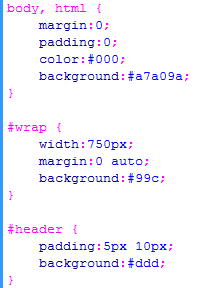 body, html {
    margin:0;
    padding:0;
    color:#000;
    background:#a7a09a;
}

#wrap {
    width:750px;
    margin:0 auto;
    background:#99c;
}

#header {
    padding:5px 10px;
    background:#ddd;
}